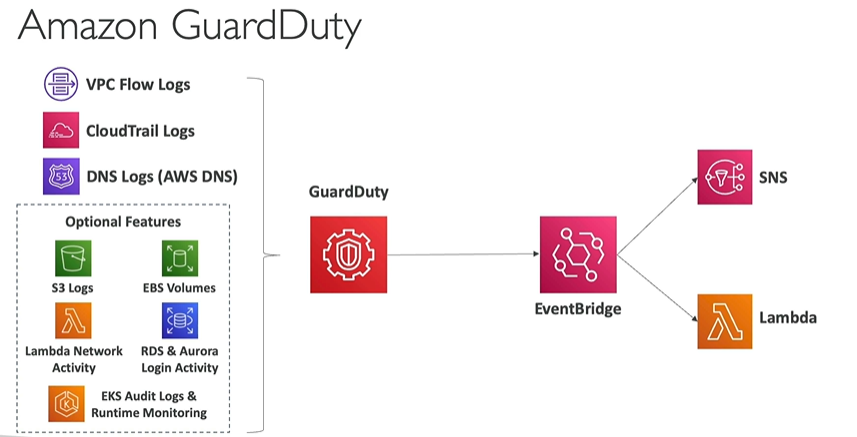 Amazon GuardDuty
VPC Flow Logs
CloudTrail Logs
53
DNS Logs (AWS DNS)
Optional Features
S3 Logs
EBS Volumes
Lambda Network
Activity
RDS & Aurora
Login Activity
K
EKS Audit Logs &
Runtime Monitoring
GuardDuty
EventBridge
SNS
Lambda